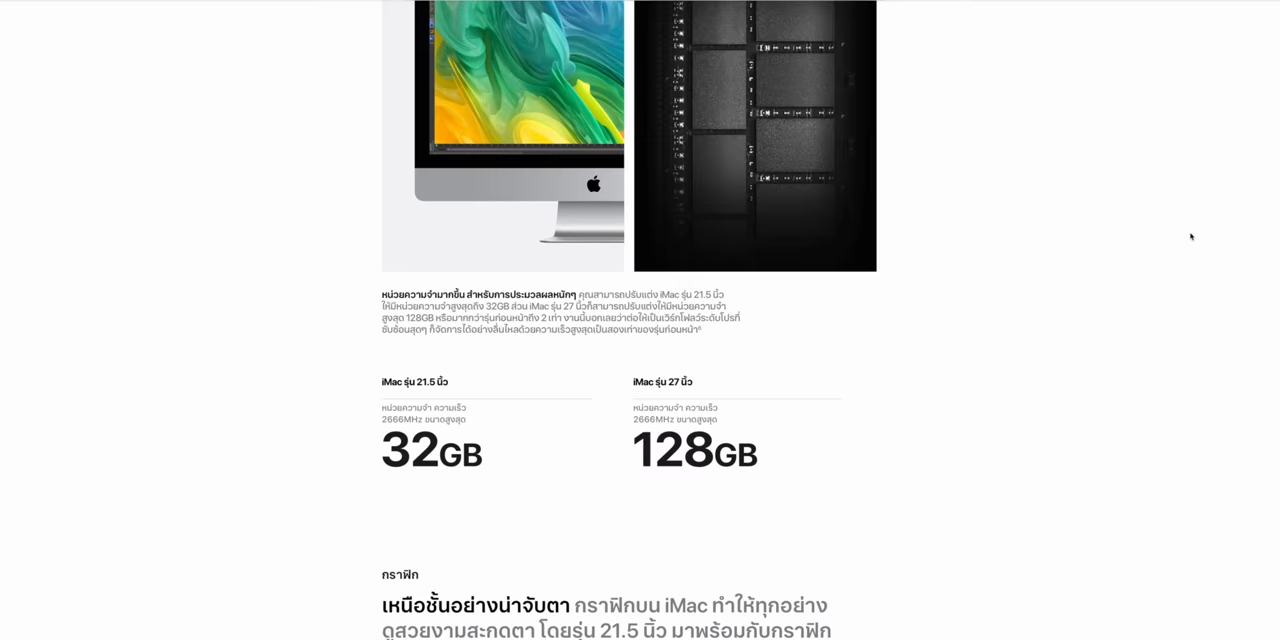 หน่วยความจำมากขึ้น สำหรับการประมวลผลหนักๆ คุณสามารถปรับแต่ง iMac รุ่น 21.5 นิ้ว
ให้มีหน่วยความจำสูงสุดถึง 32GB ส่วน iMac รุ่น 27 นิ้วก็สามารถปรับแต่งให้มีหน่วยความจำ
สูงสุด 128GB หรือมากกว่ารุ่นก่อนหน้าถึง 2 เท่า งานนี้บอกเลยว่าต่อให้เป็นเวิร์กโฟลว์ระดับโปรที่
ซับซ้อนสุดๆ ก็จัดการได้อย่างลื่นไหลด้วยความเร็วสูงสุดเป็นสองเท่าของรุ่นก่อนหน้า⁶
iMac รุ่น 21.5 นิ้ว
หน่วยความจำ ความเร็ว
2666MHz ขนาดสูงสุด
32GB
iMac รุ่น 27 นิ้ว
หน่วยความจำ ความเร็ว
2666MHz ขนาดสูงสุด
128GB
กราฟิก
เหนือชั้นอย่างน่าจับตา กราฟิกบน iMac ทำให้ทุกอย่าง
ดูสวยงามสะกดตา โดยรุ่น 21.5 นิ้ว มาพร้อมกับกราฟิก